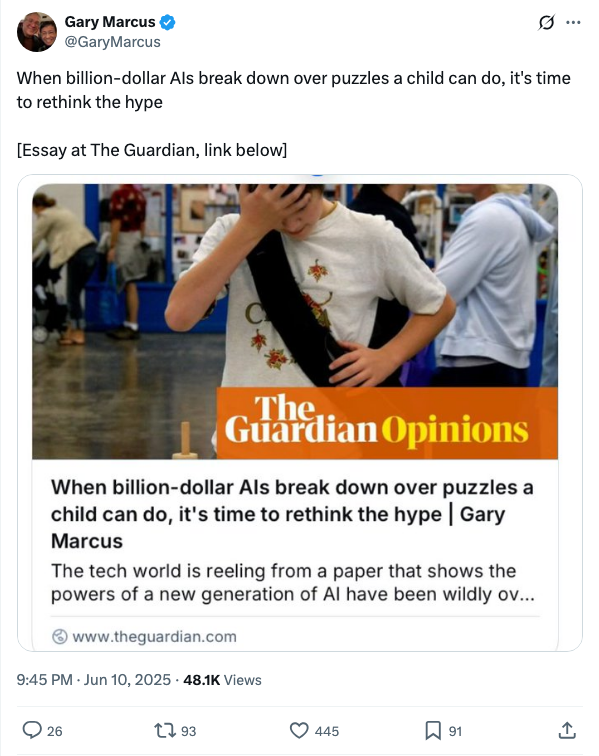 Gary Marcus
@GaryMarcus
When billion-dollar AIs break down over puzzles a child can do, it's time
to rethink the hype
[Essay at The Guardian, link below]
C
The
Guardian Opinions
When billion-dollar AIs break down over puzzles a
child can do, it's time to rethink the hype | Gary
Marcus
The tech world is reeling from a paper that shows the
powers of a new generation of AI have been wildly ov...
www.theguardian.com
9:45 PM · Jun 10, 2025 · 48.1K Views
26 93 445 91